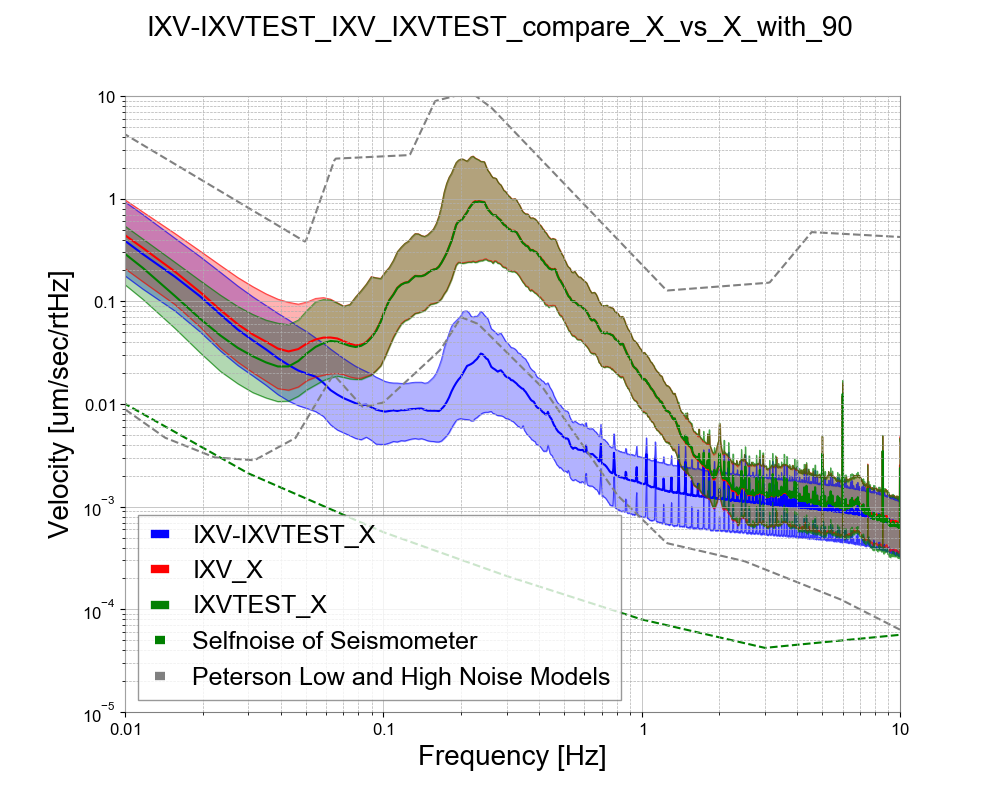 IXV-IXVTEST_IXV_IXVTEST_compare_X_vs_X_with_90
Velocity [um/sec/rtHz]
10
1
0.1
0.01
10⁻³
10⁻⁴
10⁻⁵
IXV-IXVTEST_X
IXV_X
IXVTEST_X
Selfnoise of Seismometer
Peterson Low and High Noise Models
0.01 0.1 1 10
Frequency [Hz]